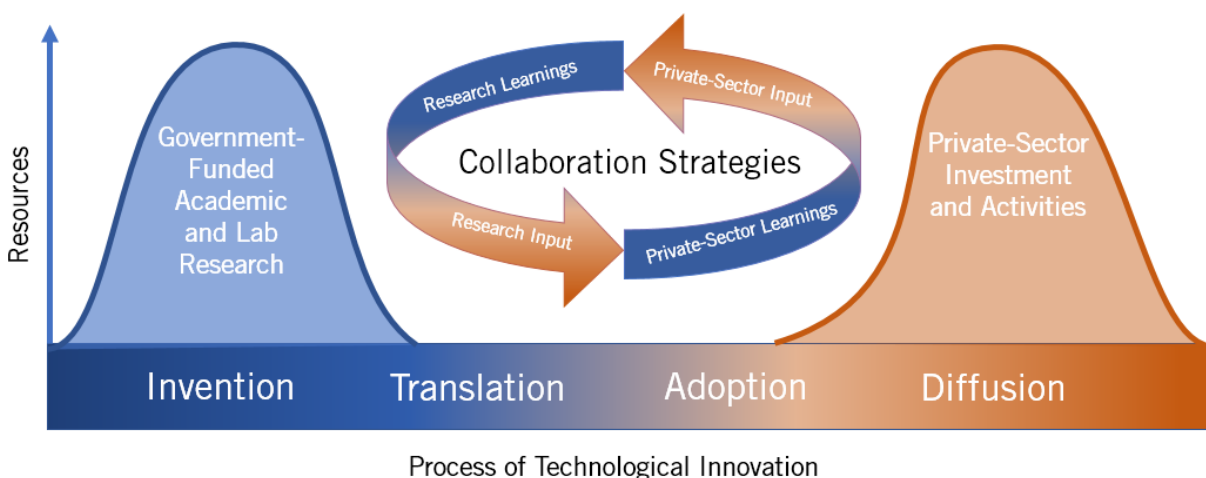 Resources
Government-
Funded
Academic
and Lab
Research
Research Learnings
Private-Sector Input
Collaboration Strategies
Research Input
Private-Sector Learnings
Private-Sector
Investment
and Activities
Invention
Translation
Adoption
Diffusion
Process of Technological Innovation